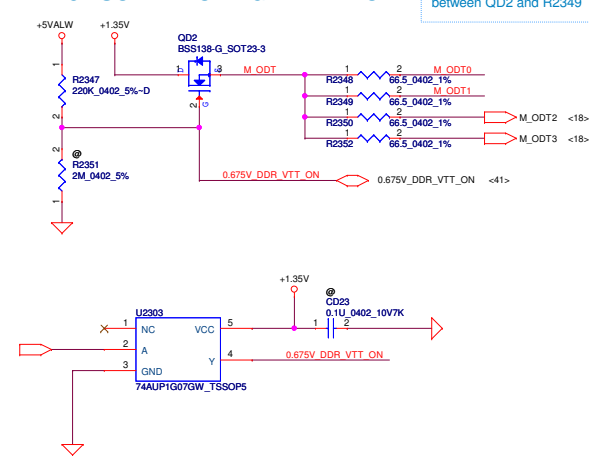 between QD2 and R2349
+5VALW
+1.35V
QD2
BSS138-G_SOT23-3
1
D
S
3
M_ODT
2
G
1
R2347
220K_0402_5%~D
2
1
2
M_ODT0
R2348
66.5_0402_1%
1
2
M_ODT1
R2349
66.5_0402_1%
1
2
R2350
66.5_0402_1%
M_ODT2 <18>
1
2
R2352
66.5_0402_1%
M_ODT3 <18>
2
@
R2351
2M_0402_5%
1
0.675V_DDR_VTT_ON
0.675V_DDR_VTT_ON <41>
+1.35V
@
CD23
0.1U_0402_10V7K
1
2
U2303
1
NC
VCC
5
2
A
3
GND
Y
4
0.675V_DDR_VTT_ON
74AUP1G07GW_TSSOP5